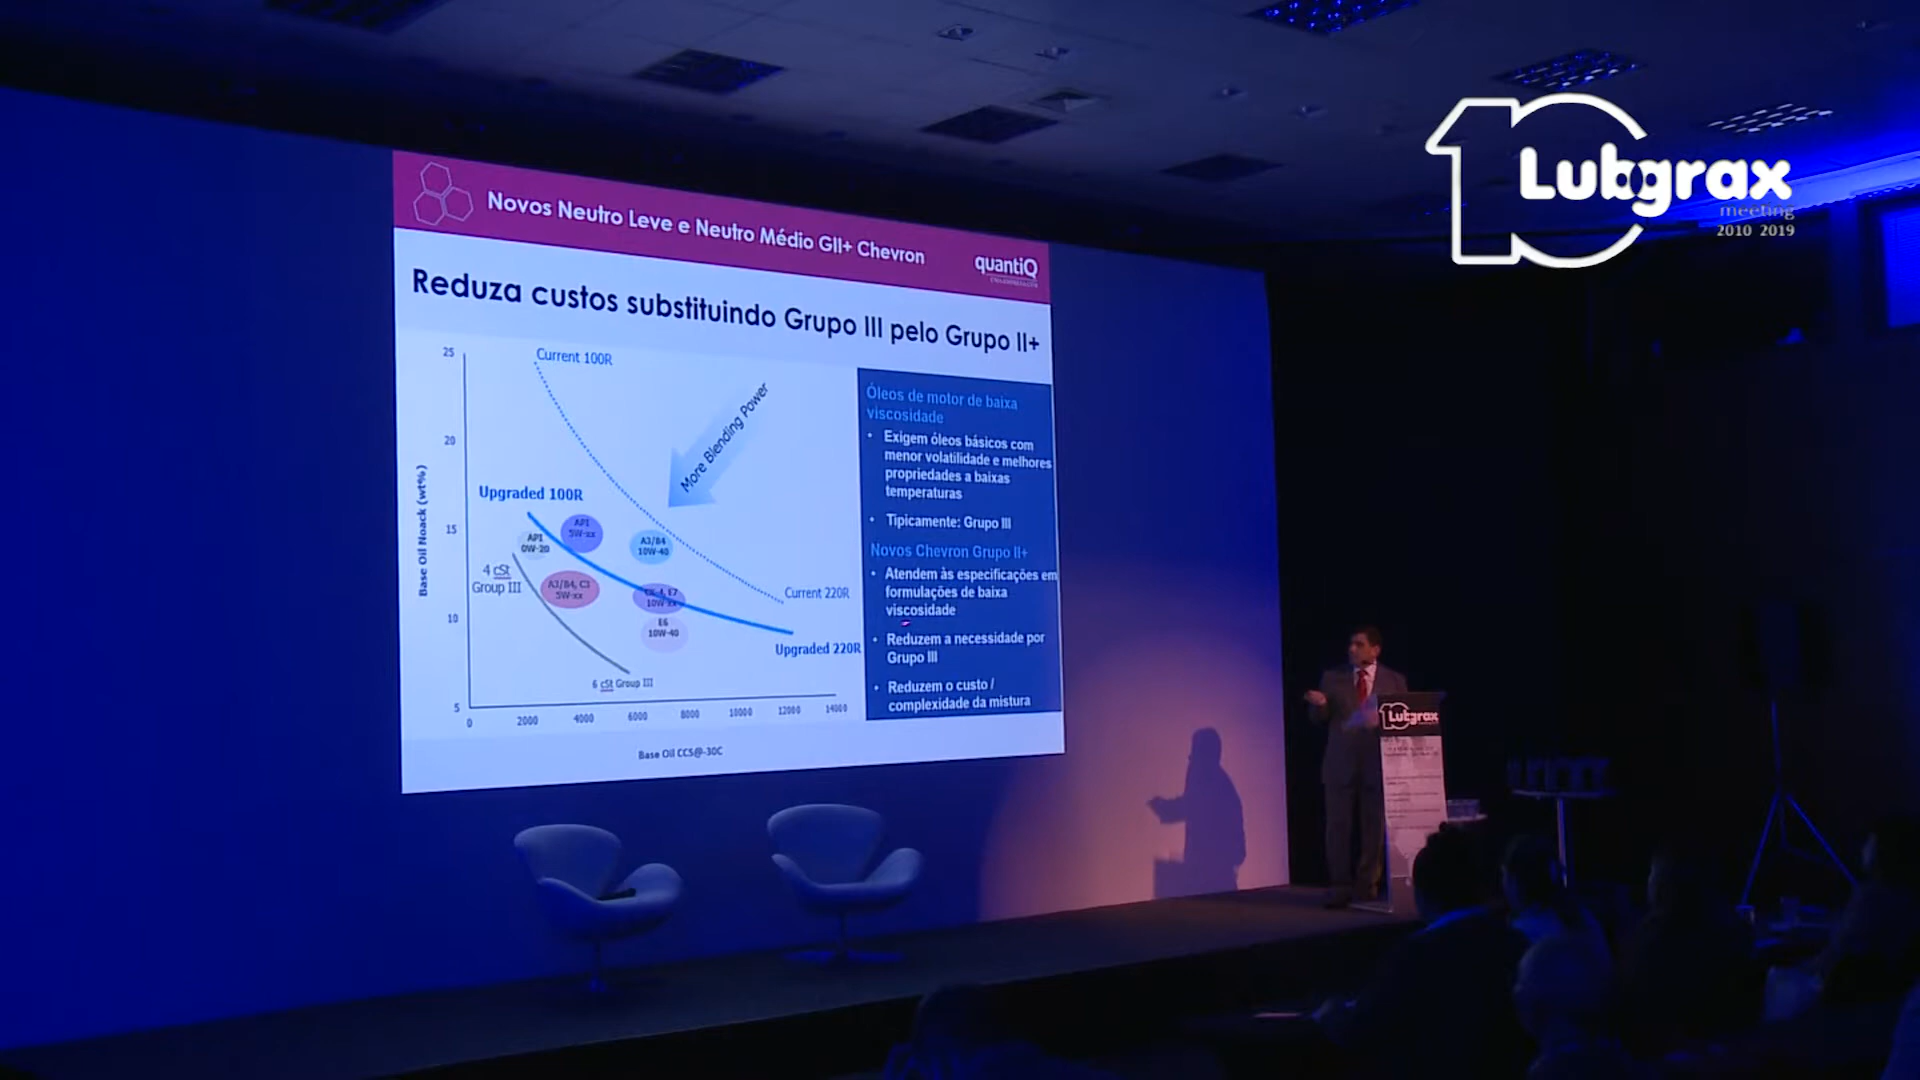 10
Lubgrax
meeting
2010 2019
Novos Neutro Leve e Neutro Médio GII+ Chevron
quantiQ
Reduza custos substituindo Grupo III pelo Grupo II+
25
20
15
10
5
Base Oil Noack (wt%)
Current 100R
More Blending Power
Upgraded 100R
API
5W-xx
API
0W-20
A3/B4
10W-40
4 cSt
Group III
A3/B4, C3
5W-xx
E7
10W-xx
Current 220R
E6
10W-40
Upgraded 220R
6 cSt Group III
0
2000
4000
6000
8000
10000
12000
14000
Base Oil CCS@-30C
Óleos de motor de baixa
viscosidade
• Exigem óleos básicos com
menor volatilidade e melhores
propriedades a baixas
temperaturas
• Tipicamente: Grupo III
Novos Chevron Grupo II+
• Atendem às especificações em
formulações de baixa
viscosidade
• Reduzem a necessidade por
Grupo III
• Reduzem o custo /
complexidade da mistura
10
Lubgrax